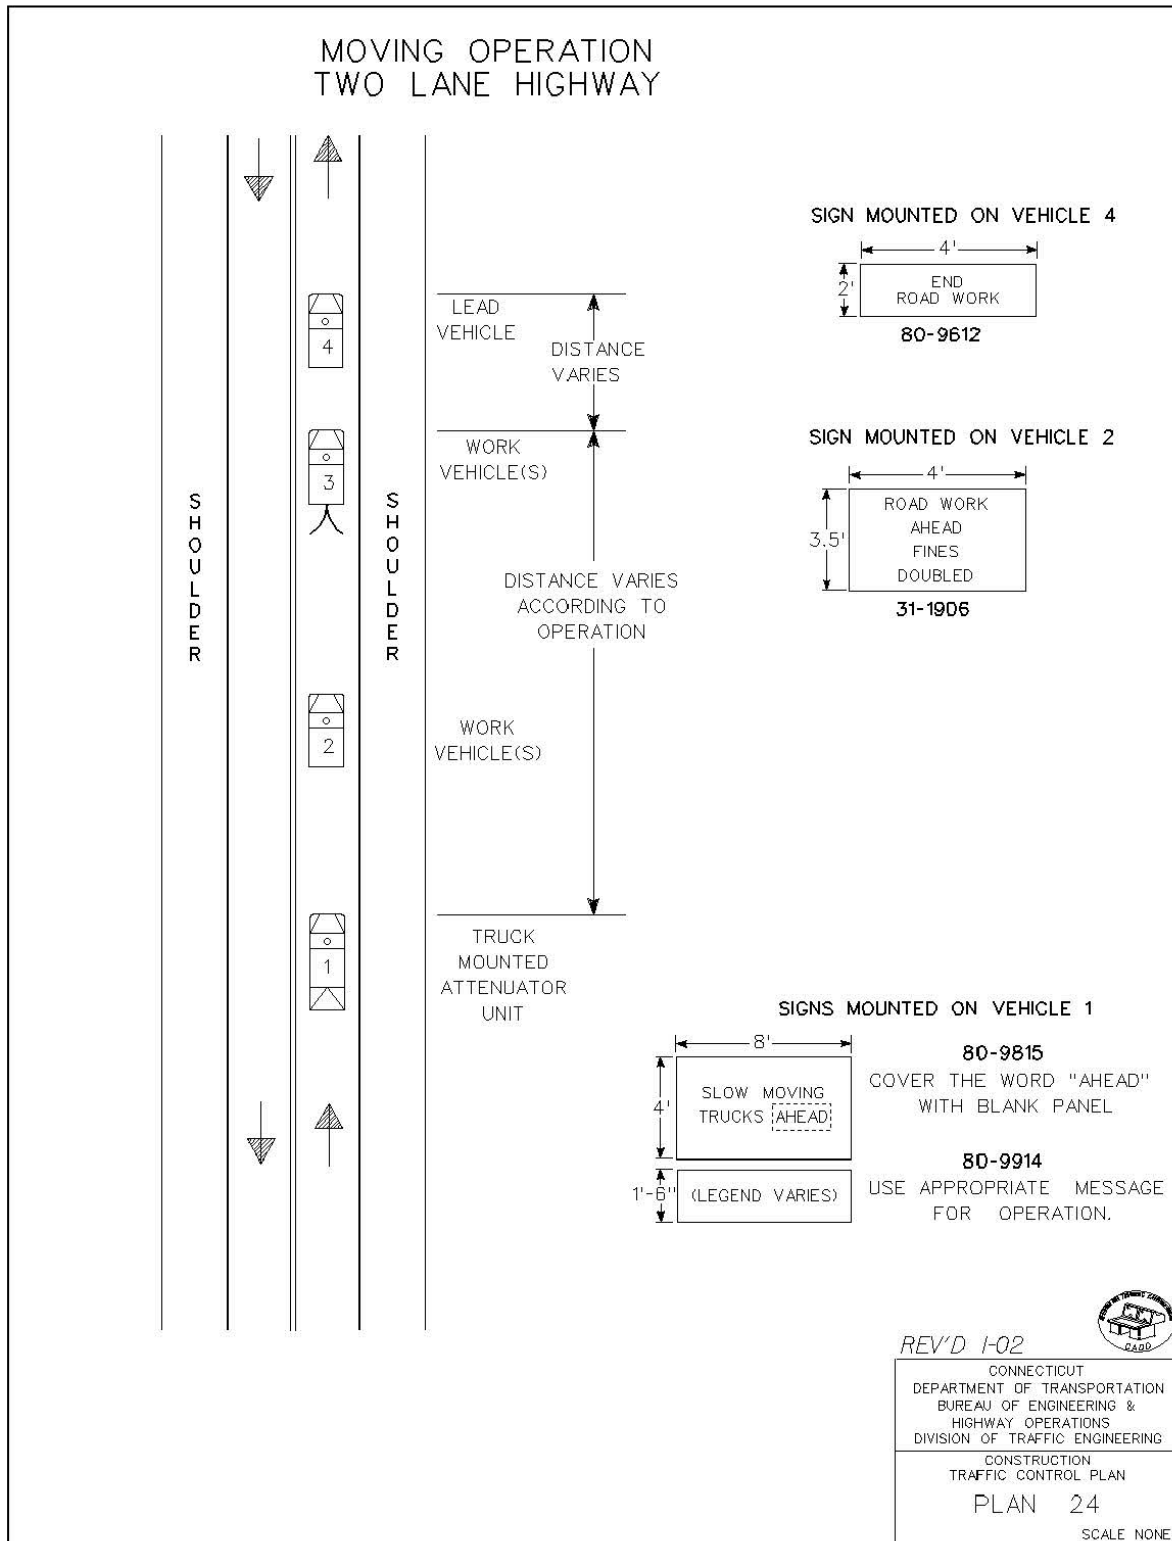 MOVING OPERATION
TWO LANE HIGHWAY
SIGN MOUNTED ON VEHICLE 4
4'
2'
END
ROAD WORK
80-9612
LEAD
VEHICLE
4
DISTANCE
VARIES
SIGN MOUNTED ON VEHICLE 2
4'
3.5'
ROAD WORK
AHEAD
FINES
DOUBLED
31-1906
WORK
VEHICLE(S)
3
SHOULDER
SHOULDER
DISTANCE VARIES
ACCORDING TO
OPERATION
2
WORK
VEHICLE(S)
1
TRUCK
MOUNTED
ATTENUATOR
UNIT
SIGNS MOUNTED ON VEHICLE 1
8'
4'
SLOW MOVING
TRUCKS AHEAD
80-9815
COVER THE WORD "AHEAD"
WITH BLANK PANEL
1'-6"
(LEGEND VARIES)
80-9914
USE APPROPRIATE MESSAGE
FOR OPERATION.
REV'D 1-02
CADD
CONNECTICUT
DEPARTMENT OF TRANSPORTATION
BUREAU OF ENGINEERING &
HIGHWAY OPERATIONS
DIVISION OF TRAFFIC ENGINEERING
CONSTRUCTION
TRAFFIC CONTROL PLAN
PLAN 24
SCALE NONE